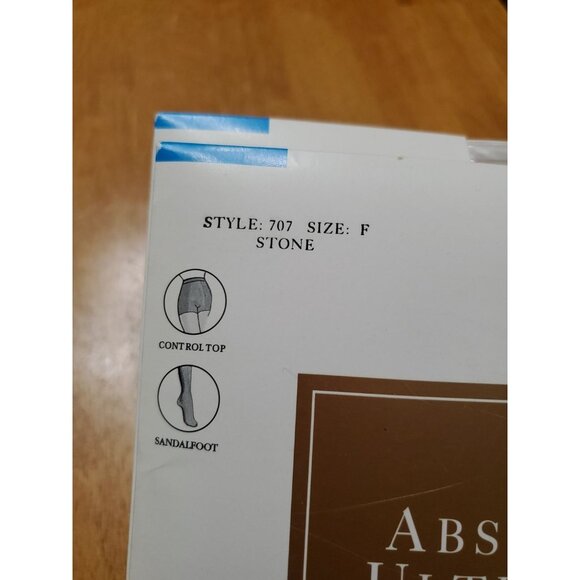 STYLE: 707 SIZE: F
STONE
CONTROL TOP
SANDALFOOT
ABS